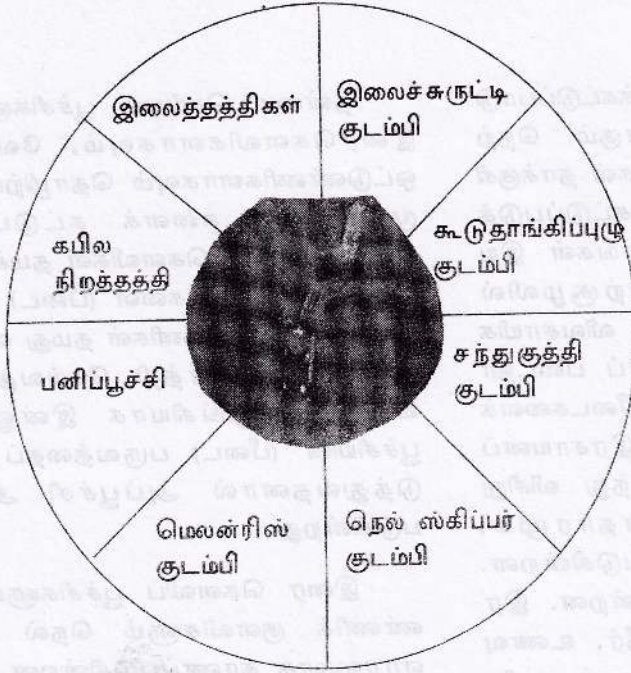 இலைத்தத்திகள்
இலைச்சுருட்டி
குடம்பி
கபில
நிறத்தத்தி
கூடுதாங்கிப்புழு
குடம்பி
பனிப்பூச்சி
சந்துகுத்தி
குடம்பி
மெலன்ரிஸ்
குடம்பி
நெல் ஸ்கிப்பர்
குடம்பி